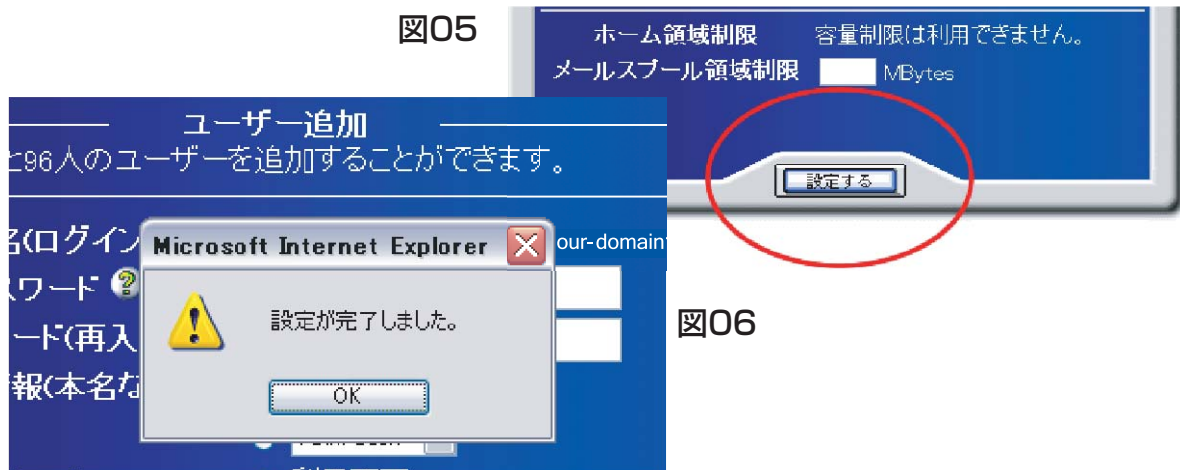 図05
ホーム領域制限 容量制限は利用できません。
メールスプール領域制限 MBytes
設定する
ユーザー追加
と96人のユーザーを追加することができます。
名(ログイン
our-domain
スワード
ード(再入
情報(本名な
Microsoft Internet Explorer
設定が完了しました。
OK
図06